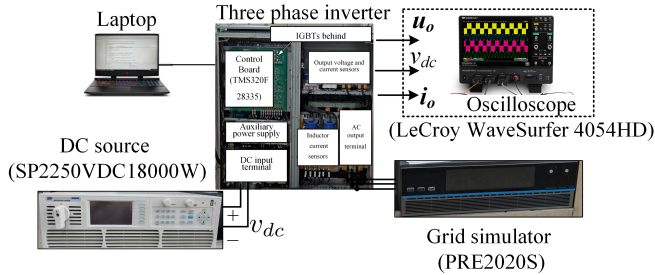 Three phase inverter
Laptop
IGBTs behind
Control
Board
(TMS320F
28335)
Output voltage and
current sensors
Auxiliary
power supply
DC input
terminal
Inductor
current
sensors
AC
output
terminal
u_o
v_dc
i_o
Oscilloscope
(LeCroy WaveSurfer 4054HD)
DC source
(SP2250VDC18000W)
+
−
v_dc
Grid simulator
(PRE2020S)